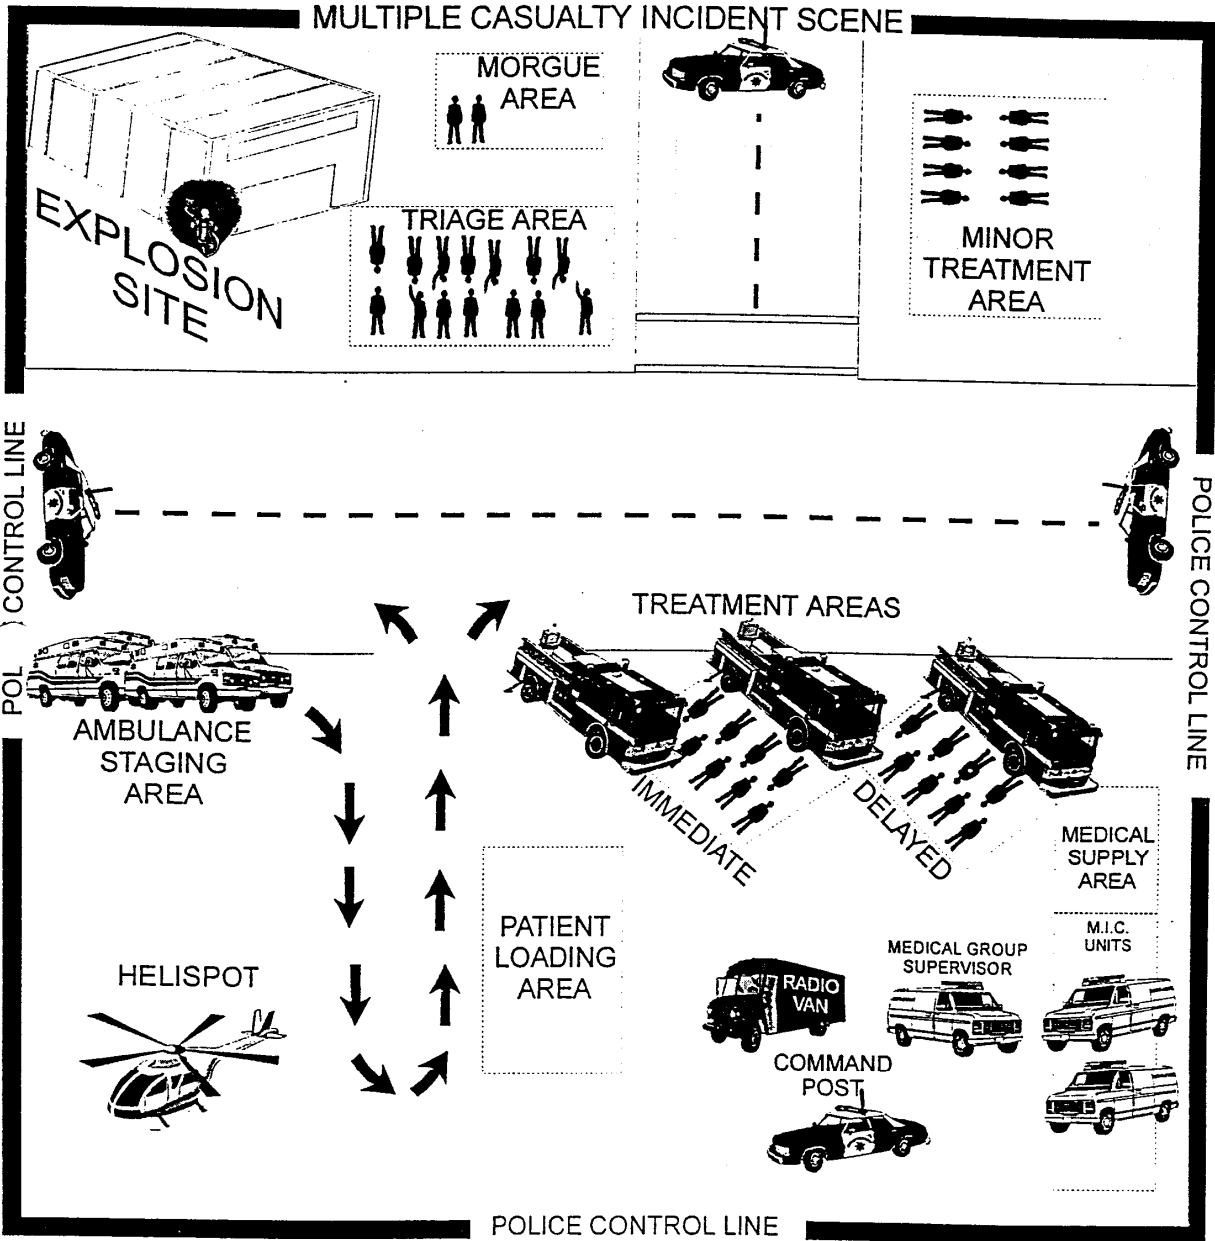 MULTIPLE CASUALTY INCIDENT SCENE
MORGUE
AREA
EXPLOSION
SITE
TRIAGE AREA
MINOR
TREATMENT
AREA
POL ) CONTROL LINE
POLICE CONTROL LINE
TREATMENT AREAS
AMBULANCE
STAGING
AREA
IMMEDIATE
DELAYED
MEDICAL
SUPPLY
AREA
PATIENT
LOADING
AREA
HELISPOT
RADIO
VAN
MEDICAL GROUP
SUPERVISOR
M.I.C.
UNITS
COMMAND
POST
POLICE CONTROL LINE